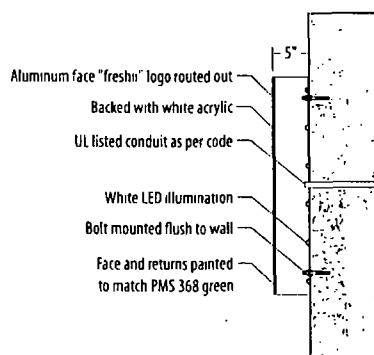 5"
Aluminum face "freshii" logo routed out
Backed with white acrylic
UL listed conduit as per code
White LED illumination
Bolt mounted flush to wall
Face and returns painted
to match PMS 368 green